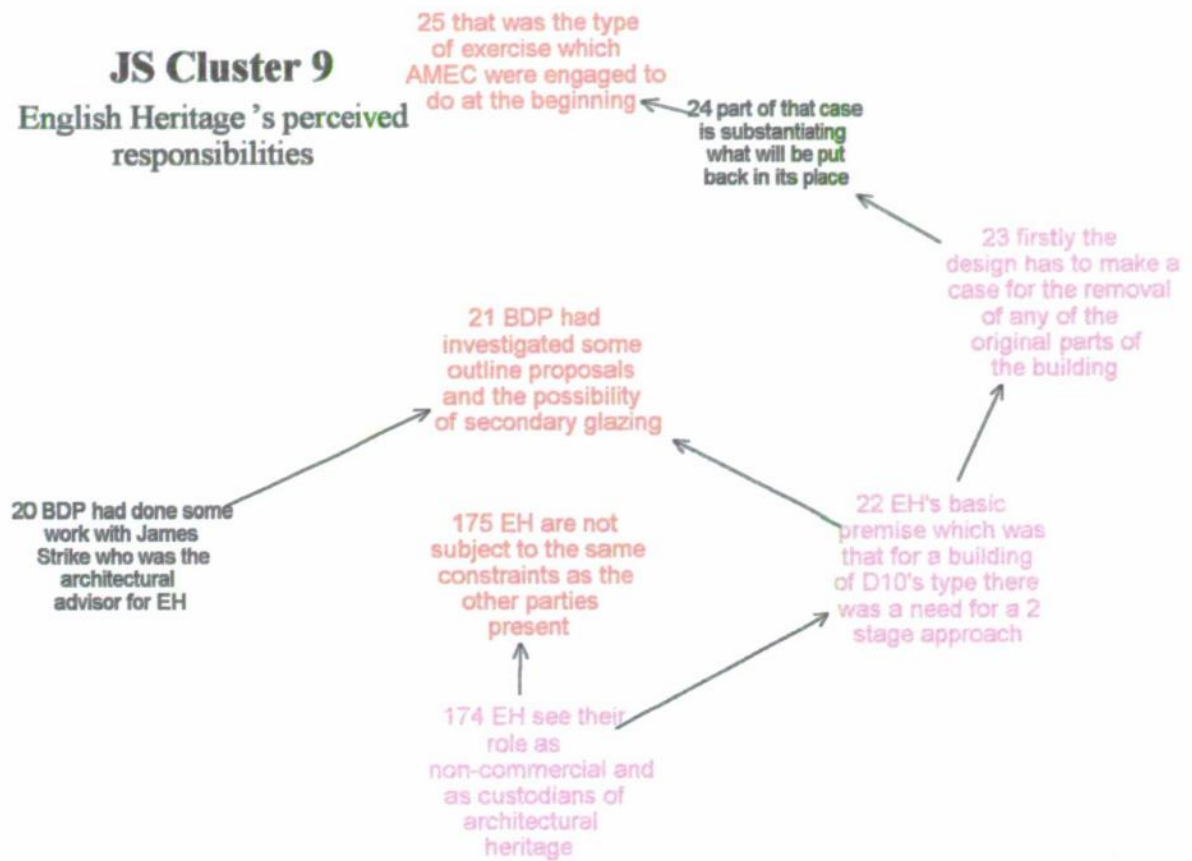 JS Cluster 9
English Heritage 's perceived
responsibilities
25 that was the type
of exercise which
AMEC were engaged to
do at the beginning
24 part of that case
is substantiating
what will be put
back in its place
23 firstly the
design has to make a
case for the removal
of any of the
original parts of
the building
21 BDP had
investigated some
outline proposals
and the possibility
of secondary glazing
20 BDP had done some
work with James
Strike who was the
architectural
advisor for EH
175 EH are not
subject to the same
constraints as the
other parties
present
22 EH's basic
premise which was
that for a building
of D10's type there
was a need for a 2
stage approach
174 EH see their
role as
non-commercial and
as custodians of
architectural
heritage